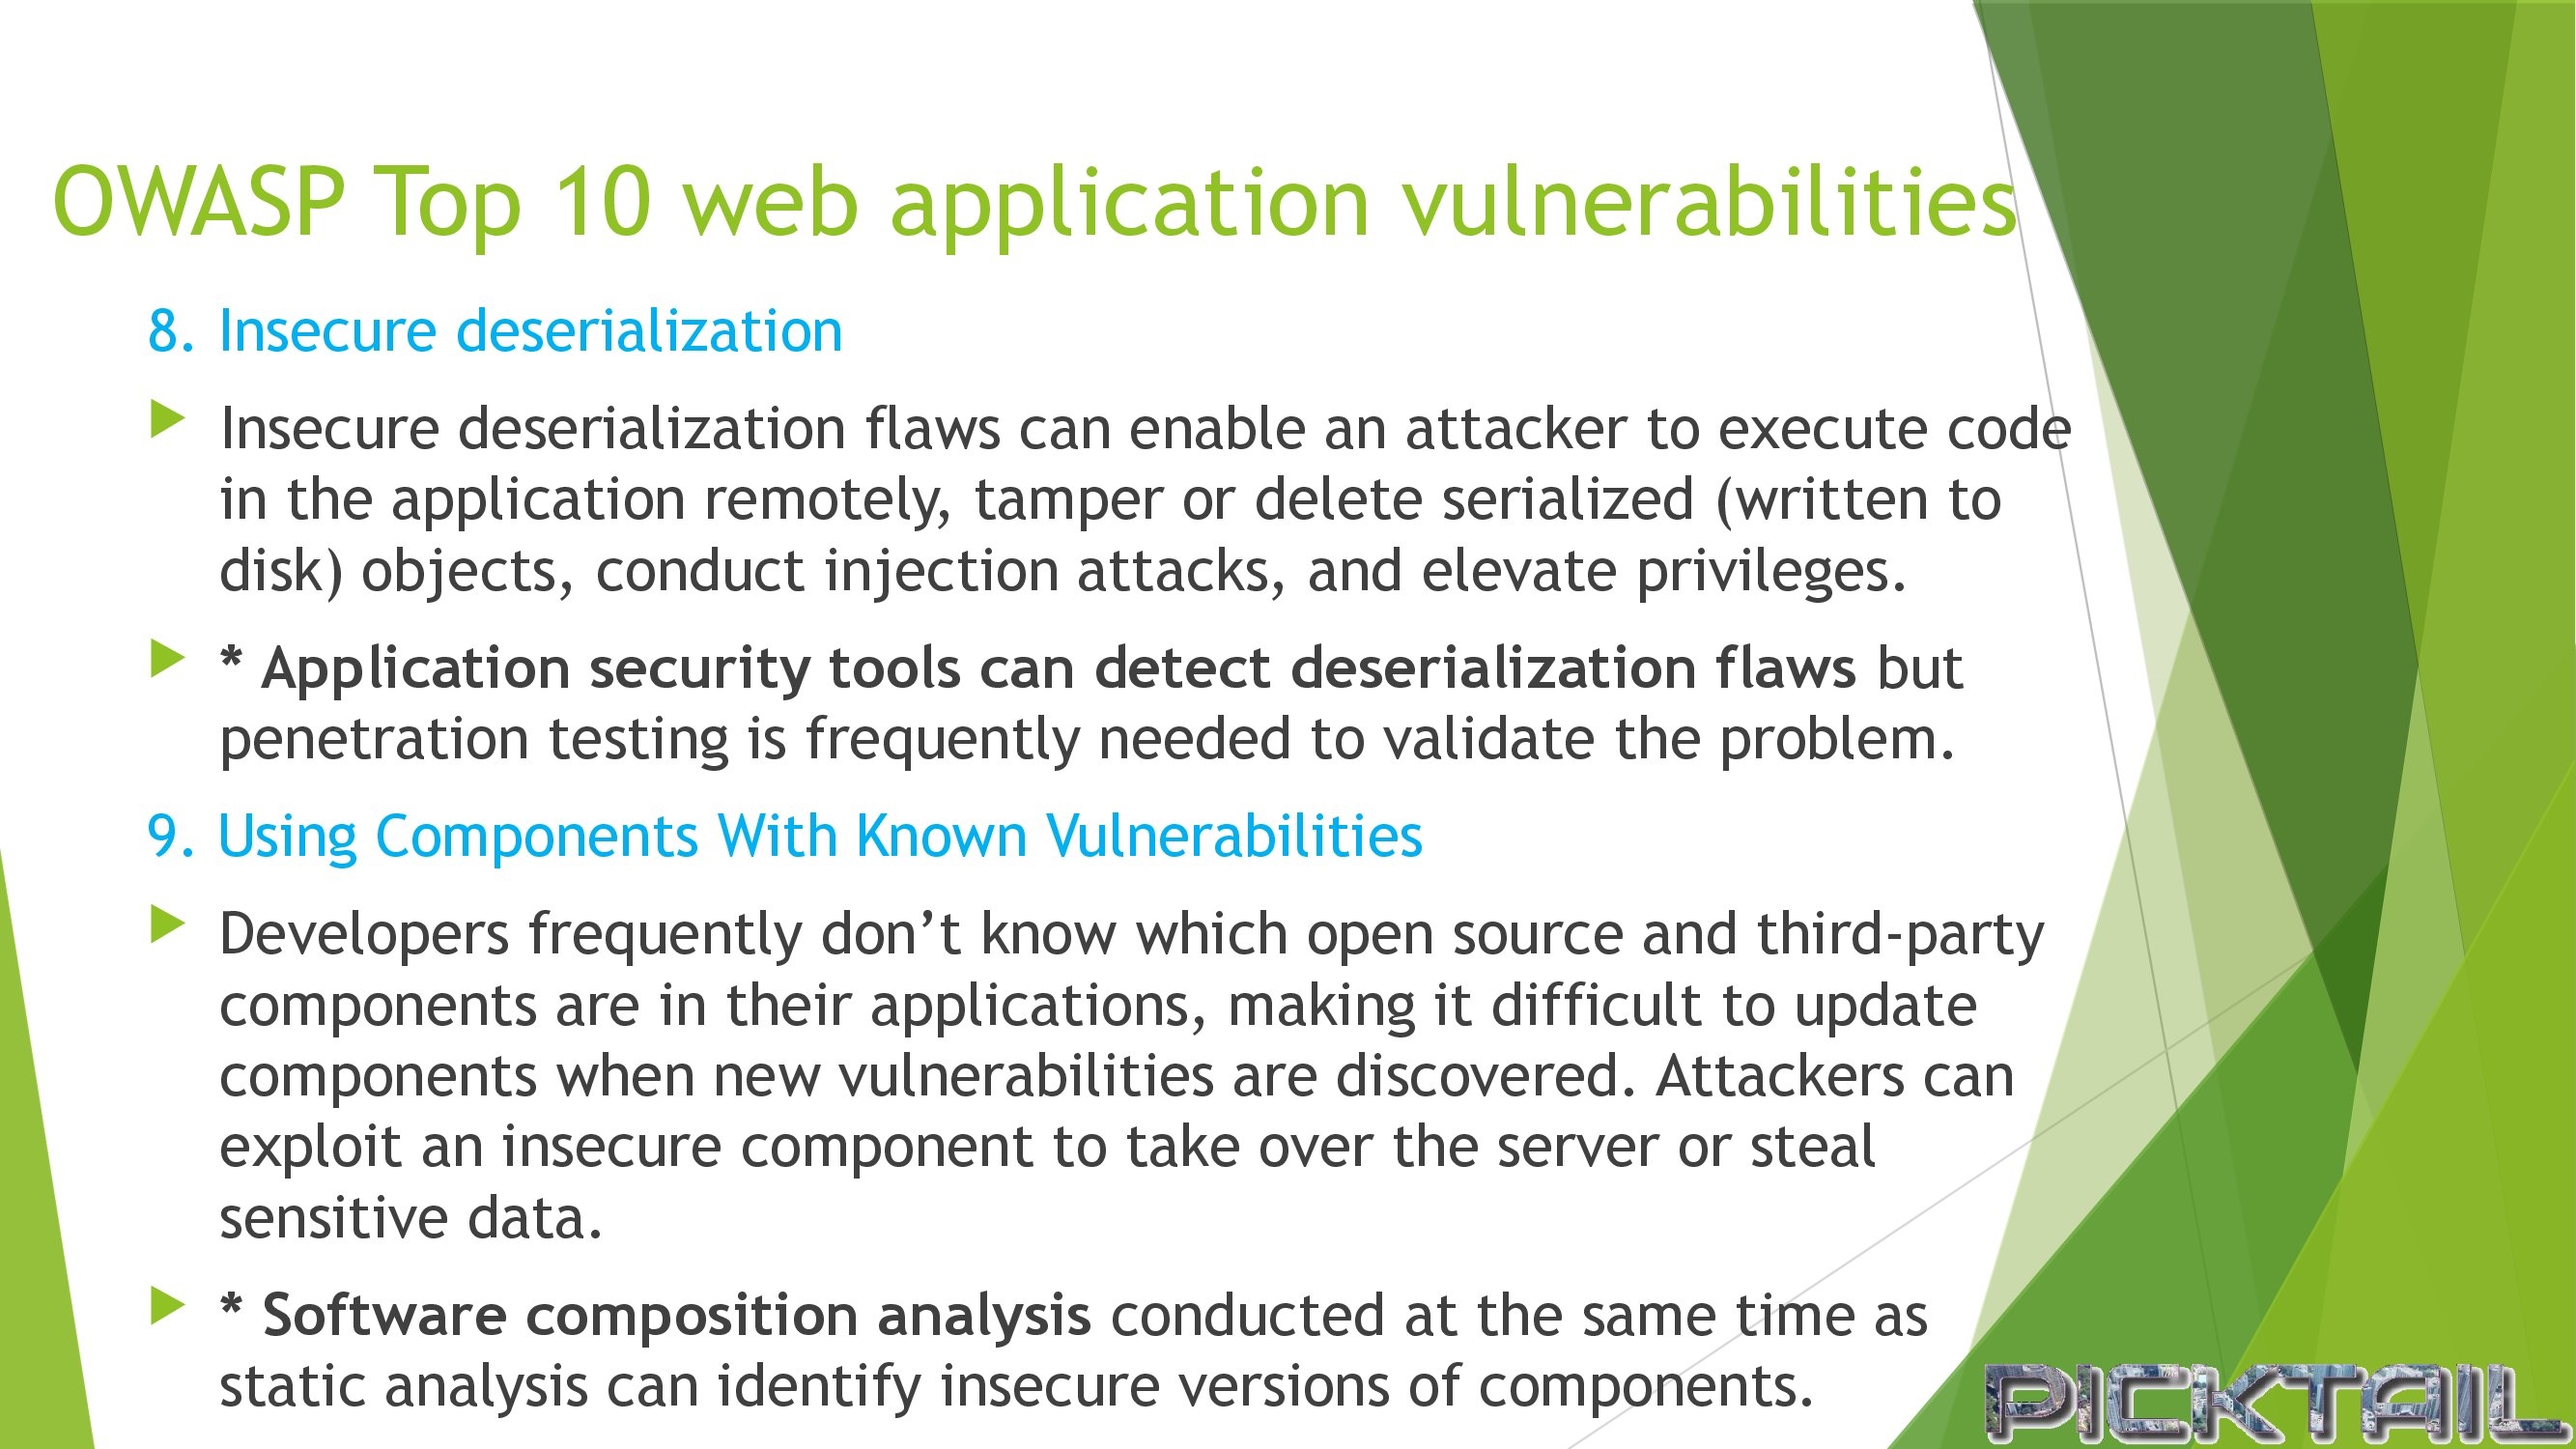 OWASP Top 10 web application vulnerabilities
8. Insecure deserialization
Insecure deserialization flaws can enable an attacker to execute code
in the application remotely, tamper or delete serialized (written to
disk) objects, conduct injection attacks, and elevate privileges.
* Application security tools can detect deserialization flaws but
penetration testing is frequently needed to validate the problem.
9. Using Components With Known Vulnerabilities
Developers frequently don’t know which open source and third-party
components are in their applications, making it difficult to update
components when new vulnerabilities are discovered. Attackers can
exploit an insecure component to take over the server or steal
sensitive data.
* Software composition analysis conducted at the same time as
static analysis can identify insecure versions of components.
PICKTAIL